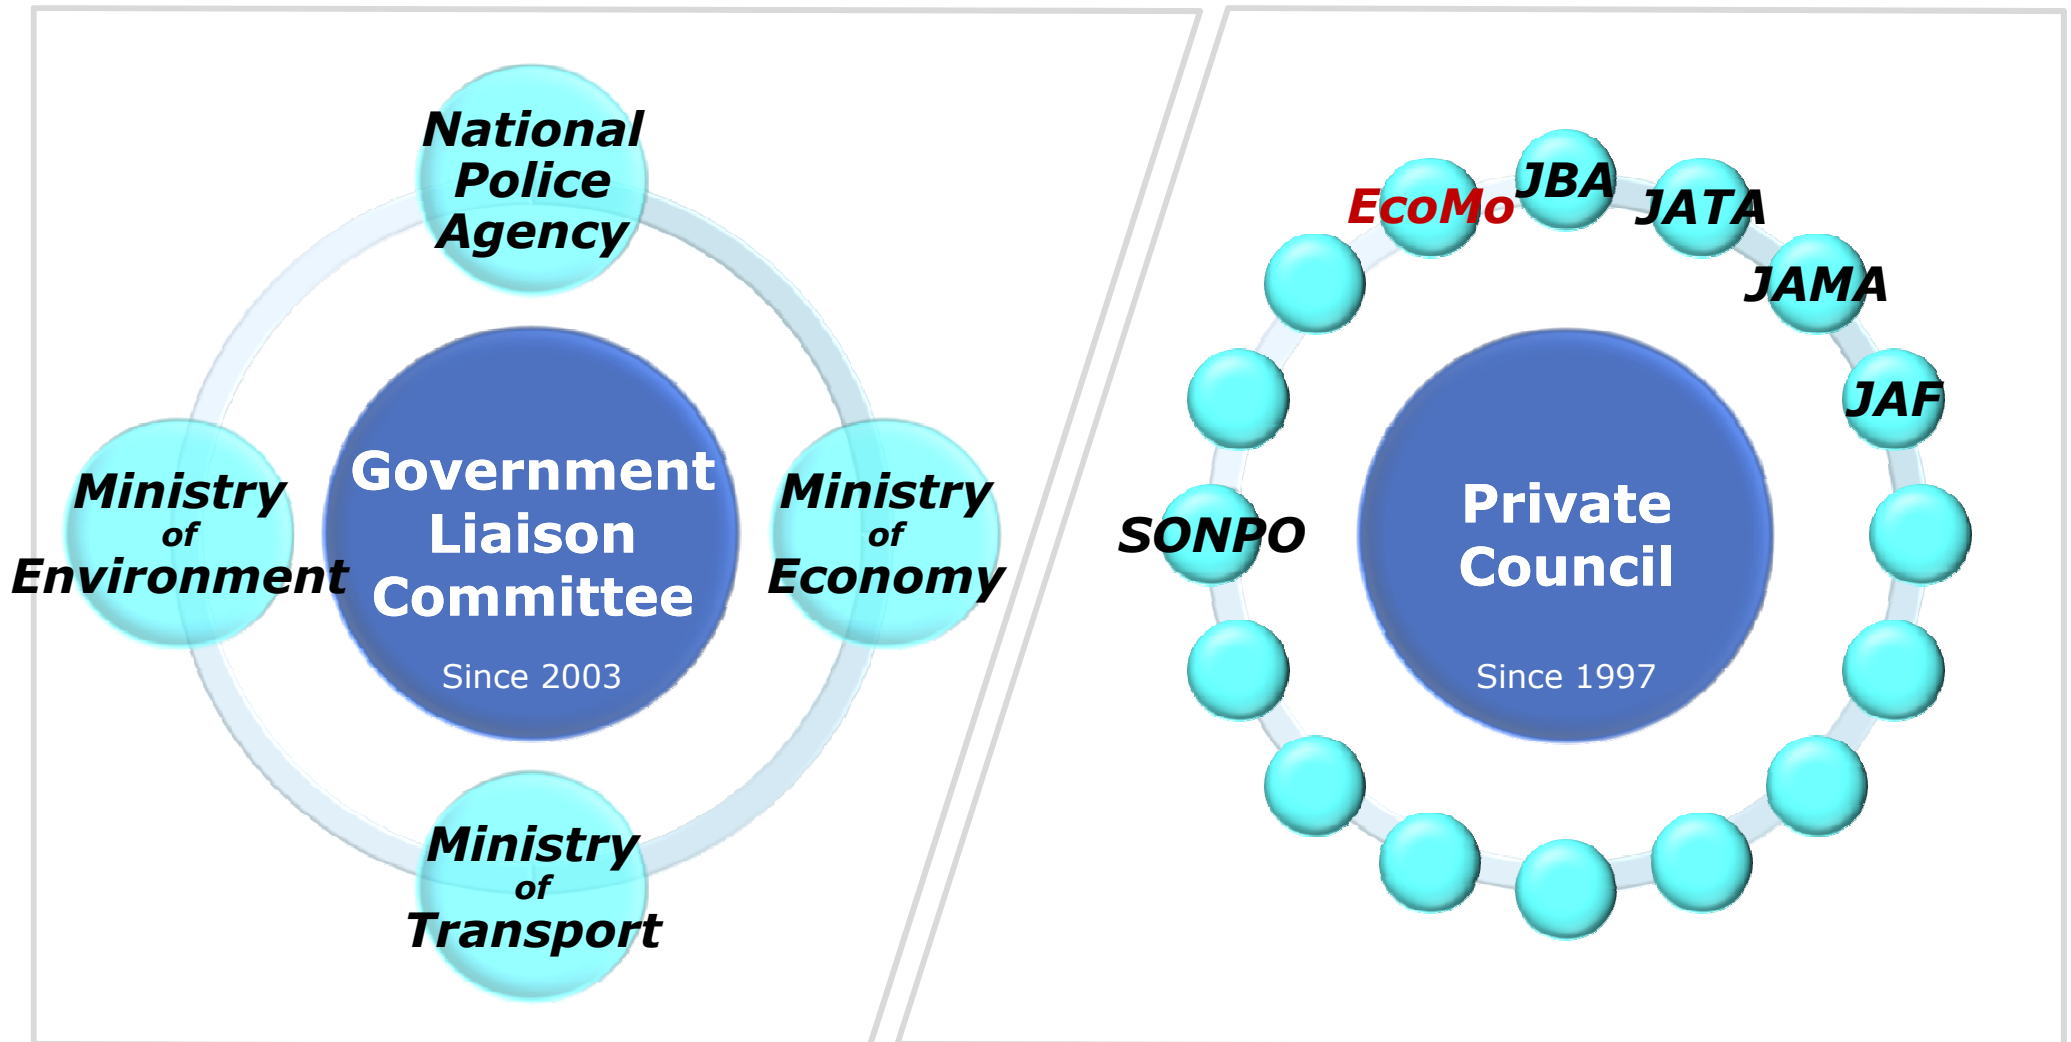 National
Police
Agency
Ministry
of
Environment
Government
Liaison
Committee
Since 2003
Ministry
of
Economy
Ministry
of
Transport
EcoMo
JBA
JATA
JAMA
JAF
SONPO
Private
Council
Since 1997